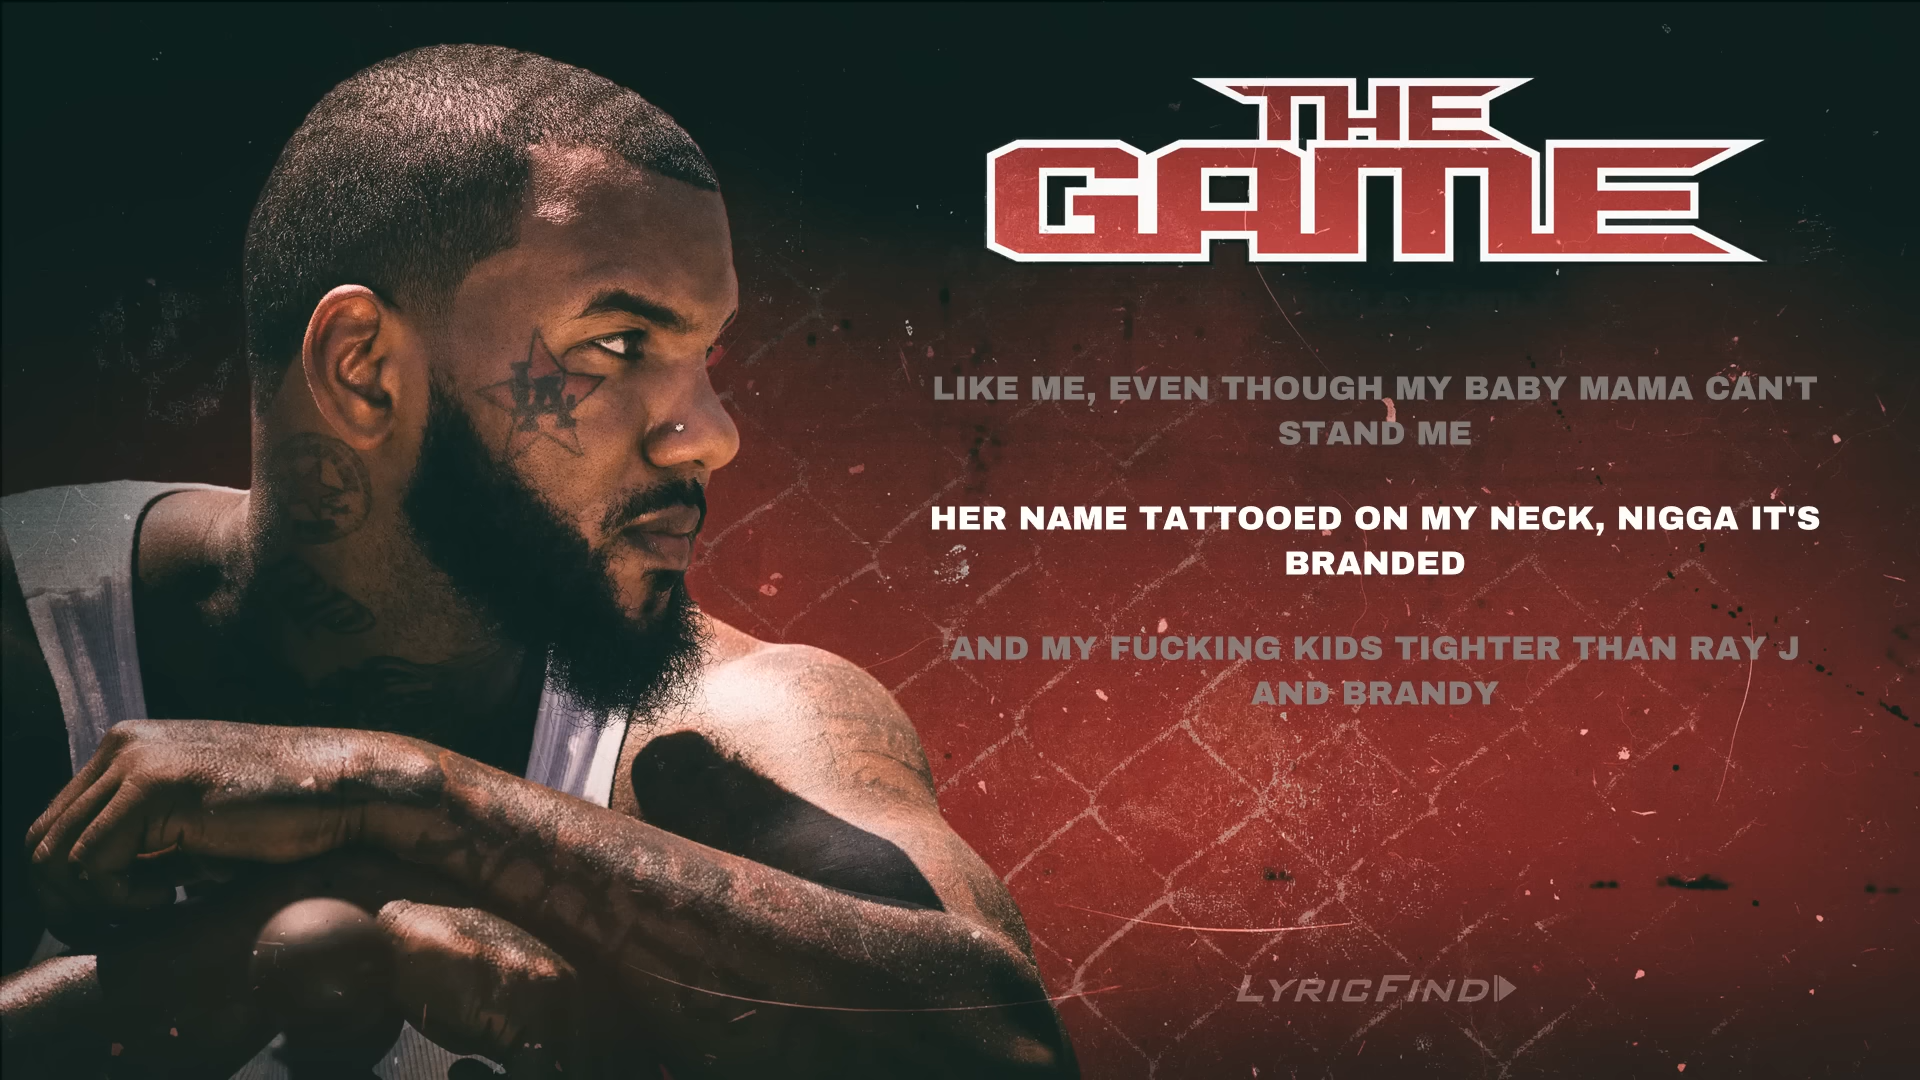 THE
GAME
LIKE ME, EVEN THOUGH MY BABY MAMA CAN'T
STAND ME
HER NAME TATTOOED ON MY NECK, NIGGA IT'S
BRANDED
AND MY FUCKING KIDS TIGHTER THAN RAY J
AND BRANDY
LYRICFIND
LA